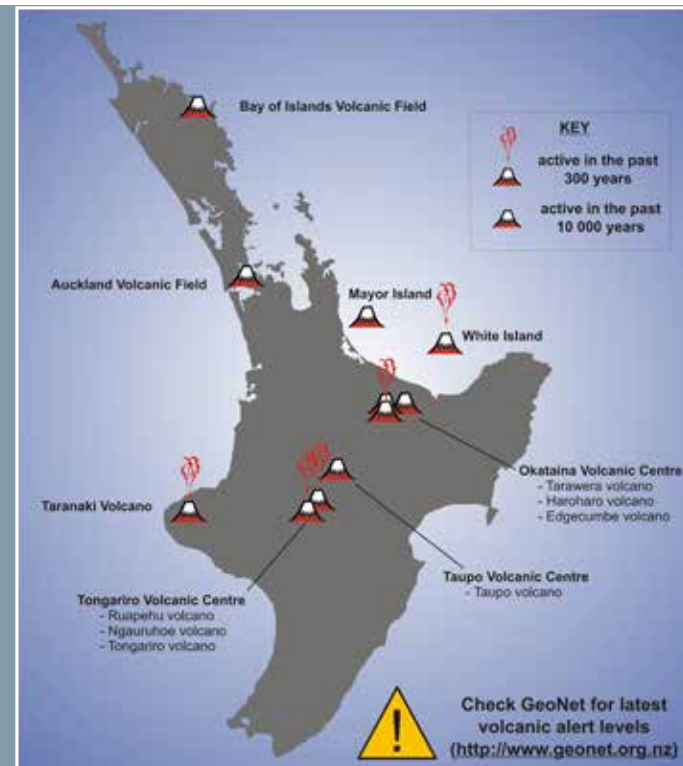 Bay of Islands Volcanic Field
KEY
active in the past
300 years
active in the past
10 000 years
Auckland Volcanic Field
Mayor Island
White Island
Okataina Volcanic Centre
- Tarawera volcano
- Haroharo volcano
- Edgecumbe volcano
Taranaki Volcano
Taupo Volcanic Centre
- Taupo volcano
Tongariro Volcanic Centre
- Ruapehu volcano
- Ngauruhoe volcano
- Tongariro volcano
!
Check GeoNet for latest
volcanic alert levels
(http://www.geonet.org.nz)